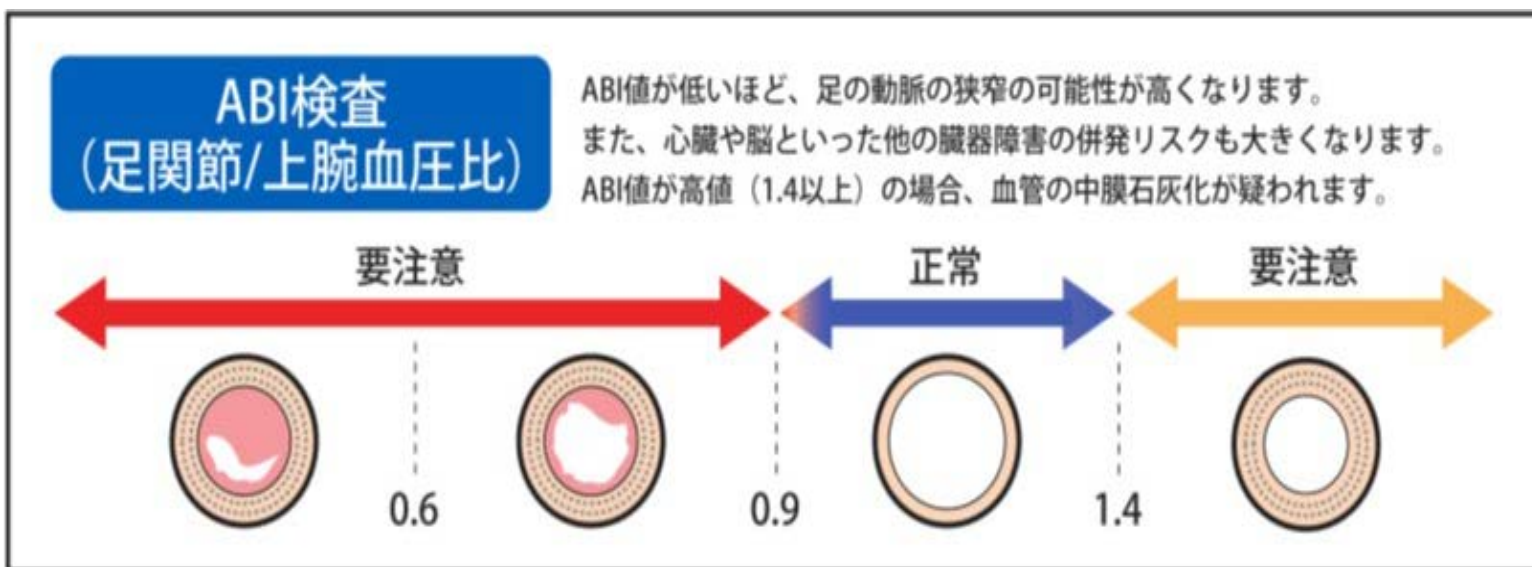 ABI検査
(足関節/上腕血圧比)
ABI値が低いほど、足の動脈の狭窄の可能性が高くなります。
また、心臓や脳といった他の臓器障害の併発リスクも大きくなります。
ABI値が高値（1.4以上）の場合、血管の中膜石灰化が疑われます。
要注意 正常 要注意
0.6 0.9 1.4